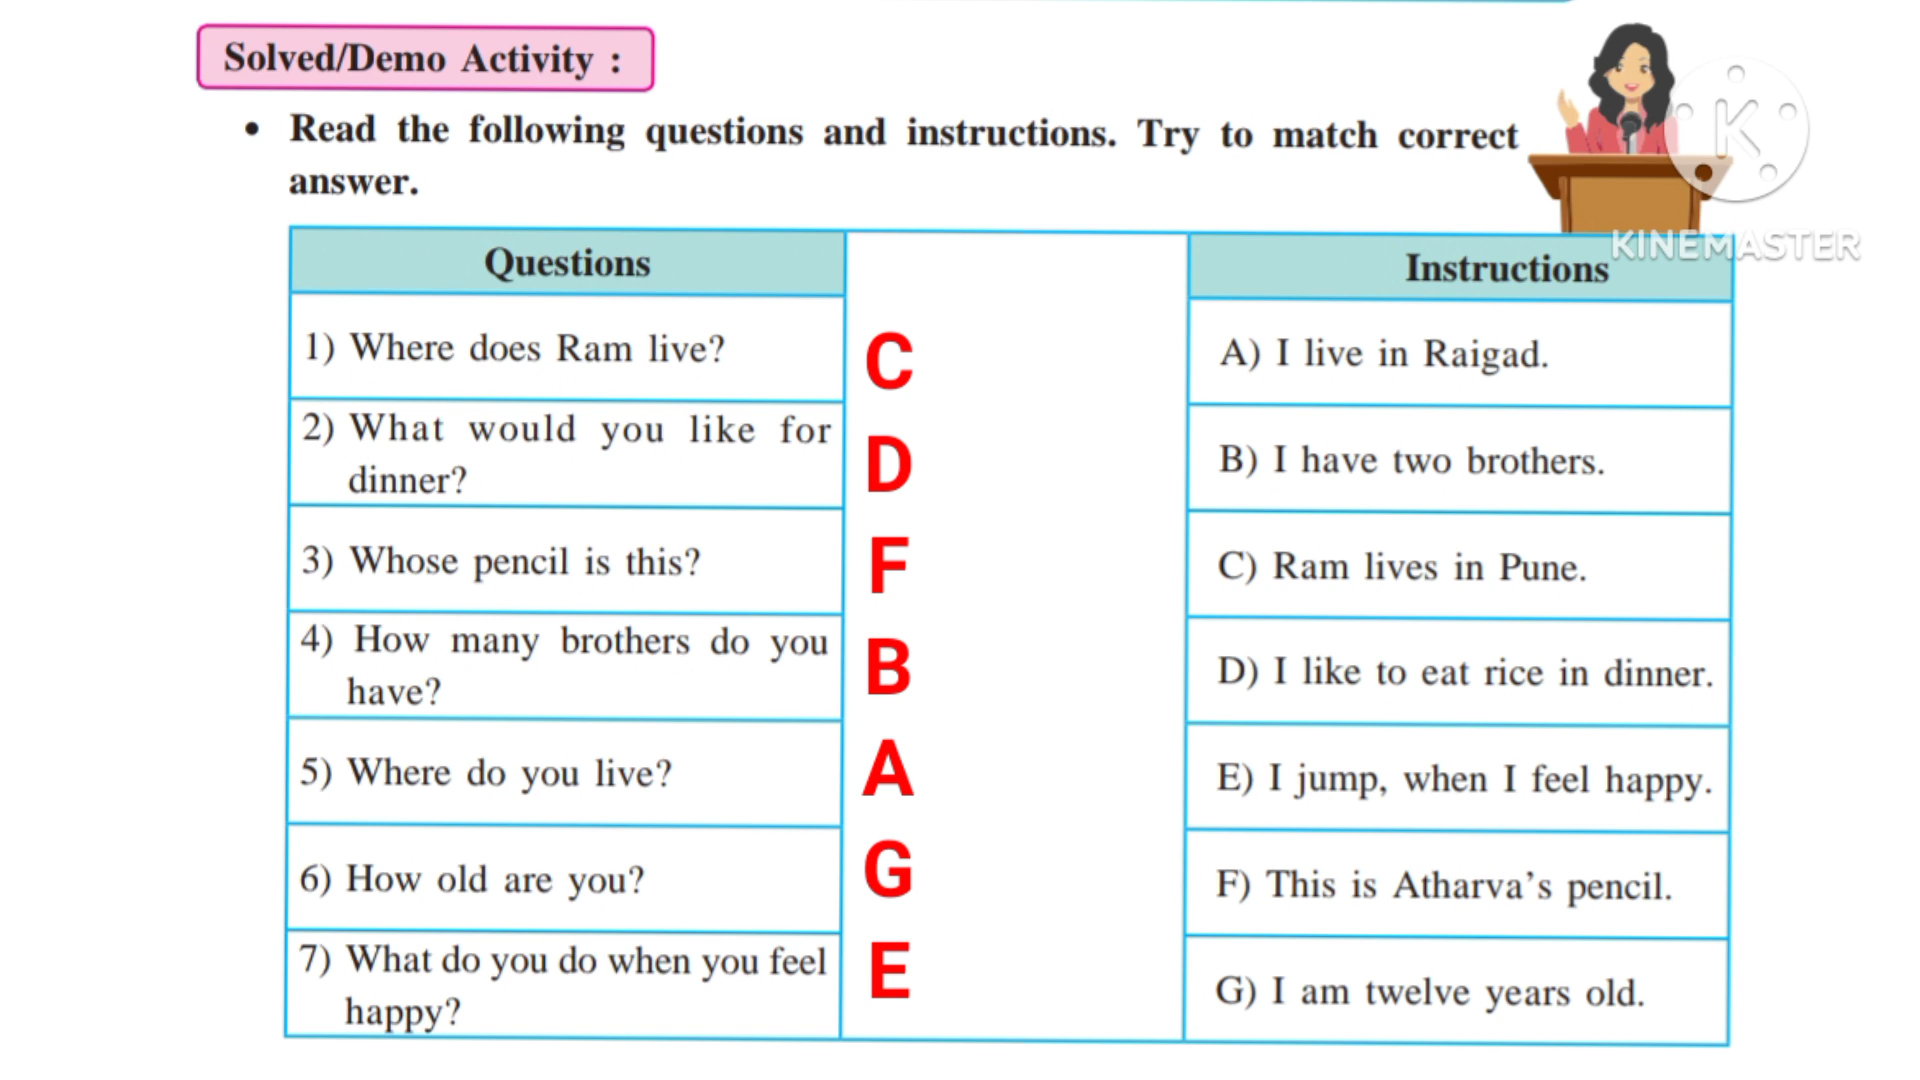 Solved/Demo Activity :
• Read the following questions and instructions. Try to match correct
answer.
K
KINEMASTER
Questions
Instructions
1) Where does Ram live?
C
A) I live in Raigad.
2) What would you like for
dinner?
D
B) I have two brothers.
3) Whose pencil is this?
F
C) Ram lives in Pune.
4) How many brothers do you
have?
B
D) I like to eat rice in dinner.
5) Where do you live?
A
E) I jump, when I feel happy.
6) How old are you?
G
F) This is Atharva's pencil.
7) What do you do when you feel
happy?
E
G) I am twelve years old.